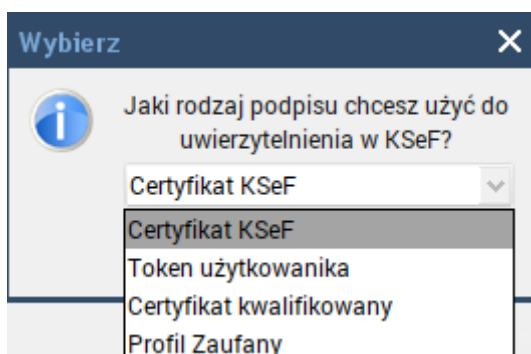 Wybierz
Jaki rodzaj podpisu chcesz użyć do
uwierzytelnienia w KSeF?
Certyfikat KSeF
Certyfikat KSeF
Token użytkowanika
Certyfikat kwalifikowany
Profil Zaufany